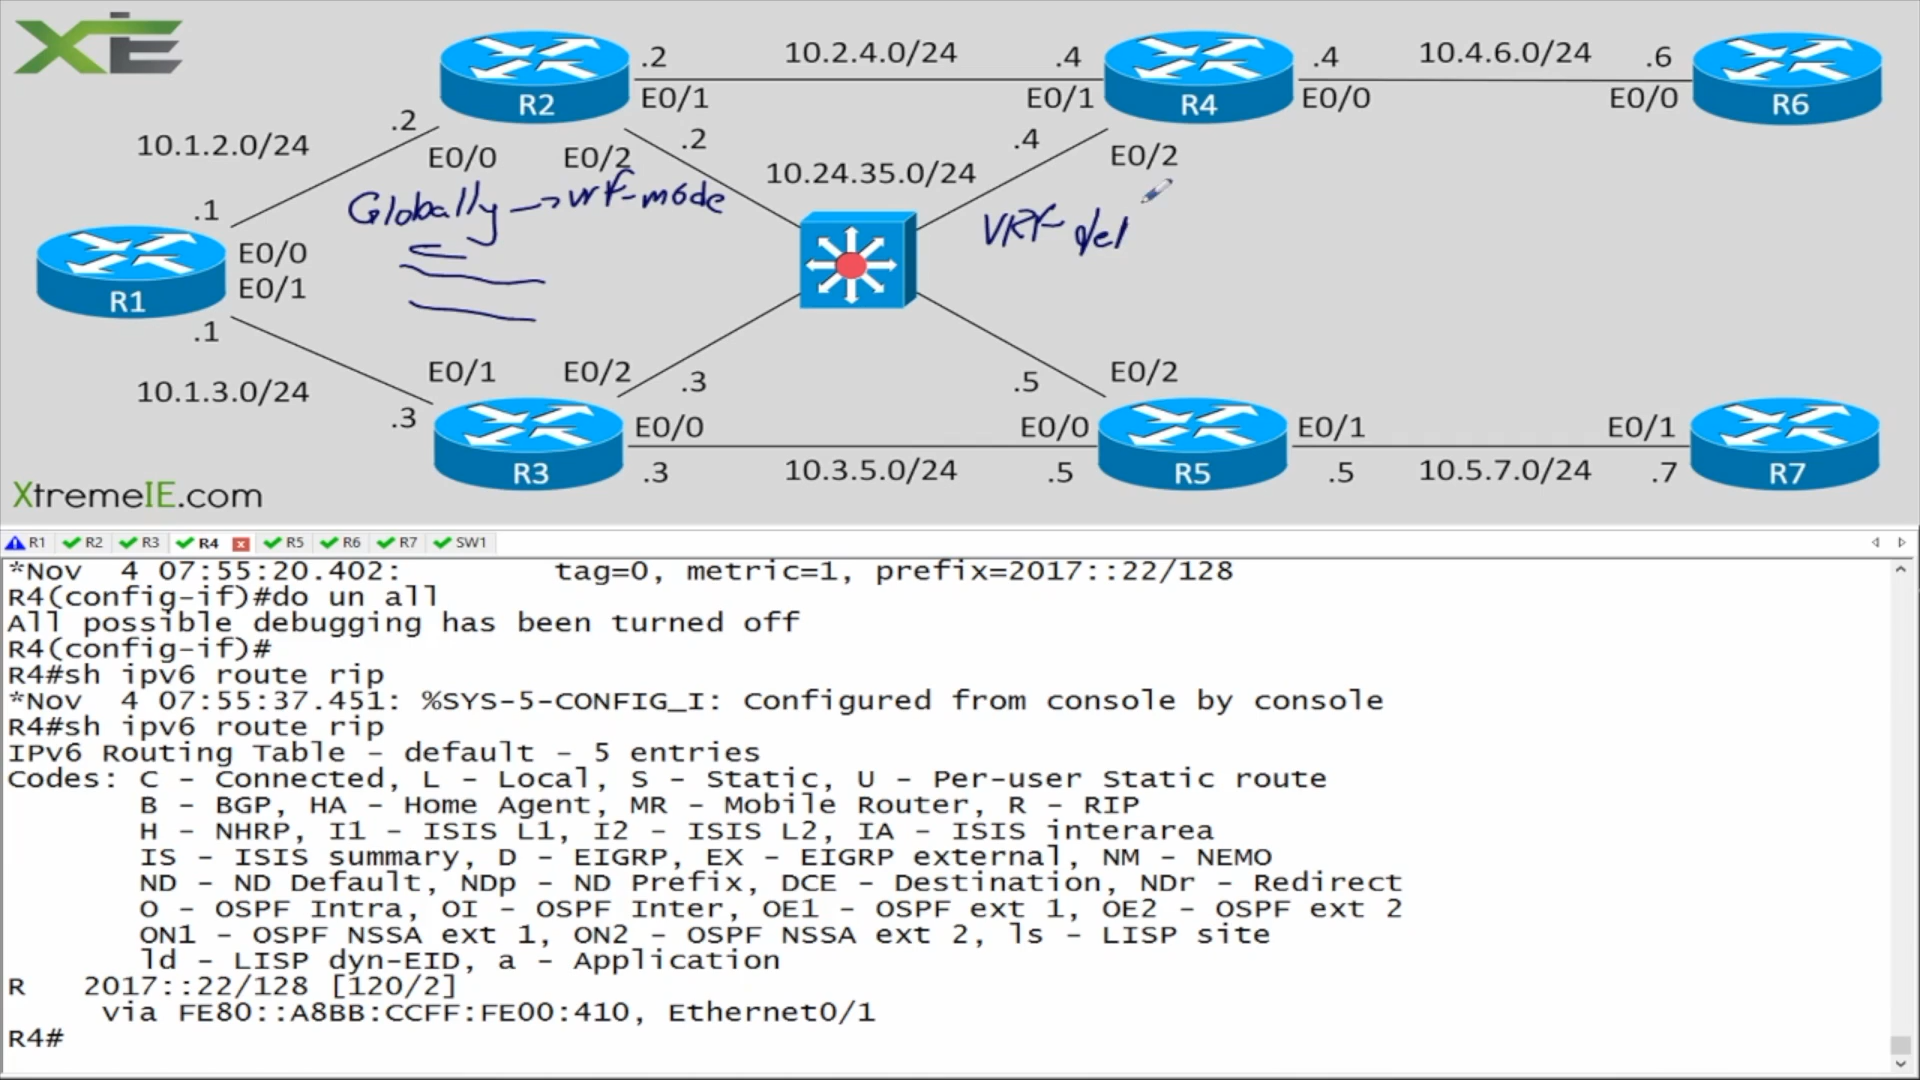 XIE
.2 10.2.4.0/24 .4 .4 10.4.6.0/24 .6
R2 E0/1 E0/1 R4 E0/0 E0/0 R6
10.1.2.0/24 .2 .2 .4
E0/0 E0/2 10.24.35.0/24 E0/2
Globally → vrf-mode
.1 VRF-del
E0/0
R1 E0/1
.1
10.1.3.0/24 E0/1 E0/2 .3 .5 E0/2
.3 E0/0 E0/0 E0/1 E0/1
R3 .3 10.3.5.0/24 .5 R5 .5 10.5.7.0/24 .7 R7
XtremeIE.com
R1 R2 R3 R4 x R5 R6 R7 SW1
*Nov  4 07:55:20.402:        tag=0, metric=1, prefix=2017::22/128
R4(config-if)#do un all
All possible debugging has been turned off
R4(config-if)#
R4#sh ipv6 route rip
*Nov  4 07:55:37.451: %SYS-5-CONFIG_I: Configured from console by console
R4#sh ipv6 route rip
IPv6 Routing Table - default - 5 entries
Codes: C - Connected, L - Local, S - Static, U - Per-user Static route
       B - BGP, HA - Home Agent, MR - Mobile Router, R - RIP
       H - NHRP, I1 - ISIS L1, I2 - ISIS L2, IA - ISIS interarea
       IS - ISIS summary, D - EIGRP, EX - EIGRP external, NM - NEMO
       ND - ND Default, NDp - ND Prefix, DCE - Destination, NDr - Redirect
       O - OSPF Intra, OI - OSPF Inter, OE1 - OSPF ext 1, OE2 - OSPF ext 2
       ON1 - OSPF NSSA ext 1, ON2 - OSPF NSSA ext 2, ls - LISP site
       ld - LISP dyn-EID, a - Application
R   2017::22/128 [120/2]
     via FE80::A8BB:CCFF:FE00:410, Ethernet0/1
R4#